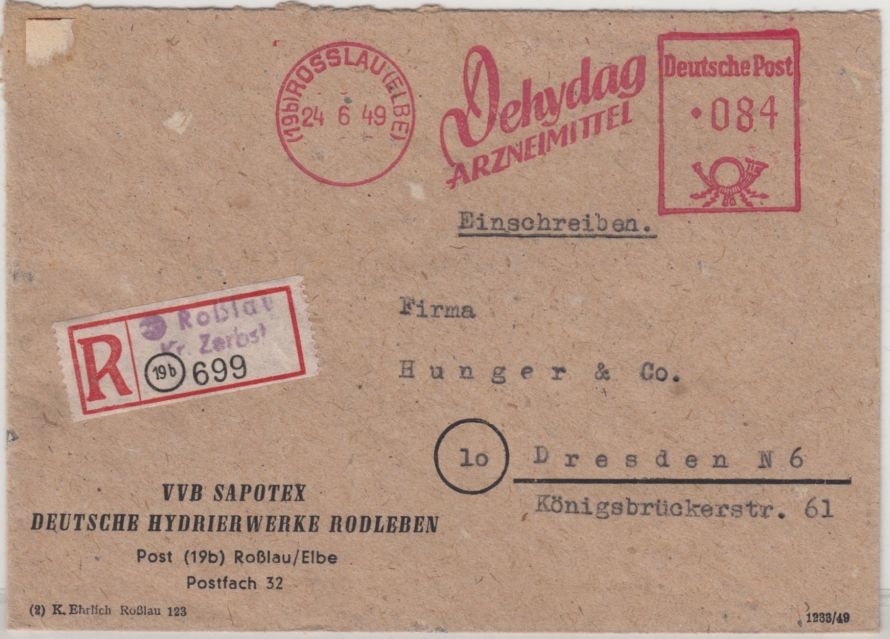 (19b) ROSSLAU (ELBE)
24 6 49
Dehydag
ARZNEIMITTEL
Deutsche Post
·084
Einschreiben.
Firma
Hunger & Co.
10 Dresden N 6
Königsbrückerstr. 61
Roßlau
Kr. Zerbst
R 19b 699
VVB SAPOTEX
DEUTSCHE HYDRIERWERKE RODLEBEN
Post (19b) Roßlau/Elbe
Postfach 32
(2) K. Ehrlich Roßlau 123
1233/49